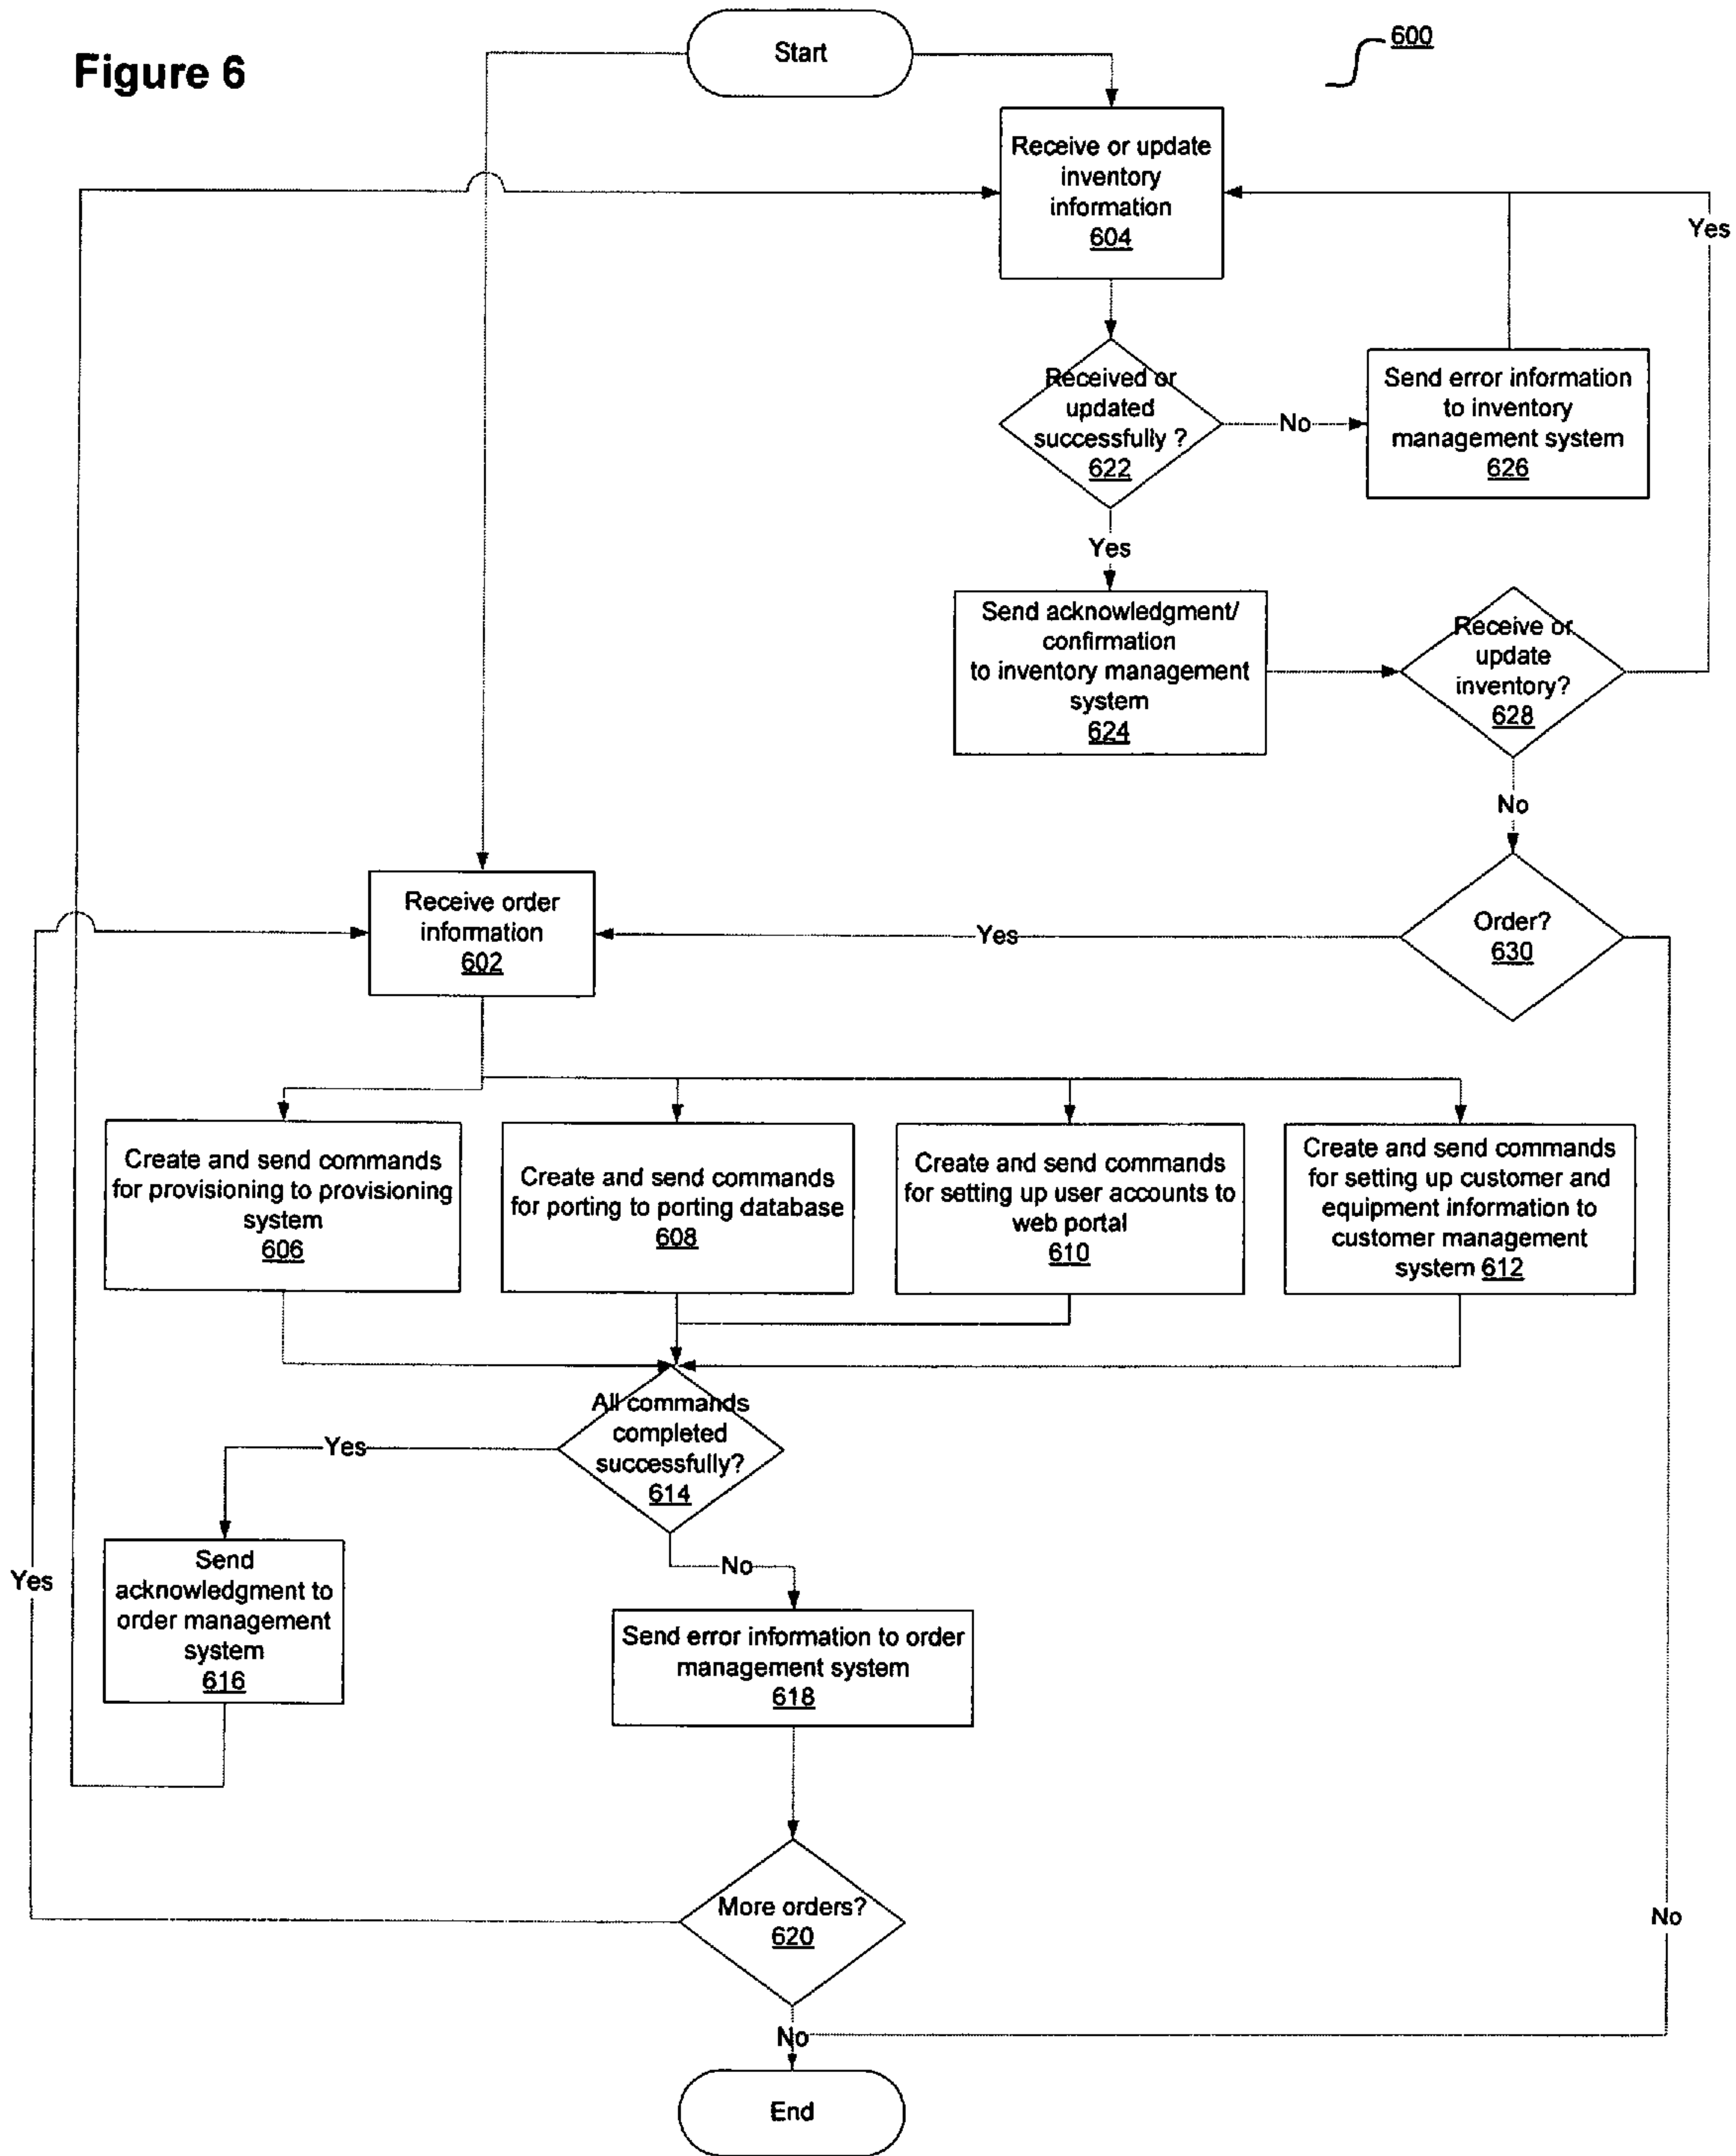 Figure 6
Start
600
Receive or update
inventory
information
604
Yes
Received or
updated
successfully ?
622
No
Send error information
to inventory
management system
626
Yes
Send acknowledgment/
confirmation
to inventory management
system
624
Receive or
update
inventory?
628
No
Receive order
information
602
Yes
Order?
630
Create and send commands
for provisioning to provisioning
system
606
Create and send commands
for porting to porting database
608
Create and send commands
for setting up user accounts to
web portal
610
Create and send commands
for setting up customer and
equipment information to
customer management
system 612
All commands
completed
successfully?
614
Yes
No
Send
acknowledgment to
order management
system
616
Yes
Send error information to order
management system
618
More orders?
620
No
No
End